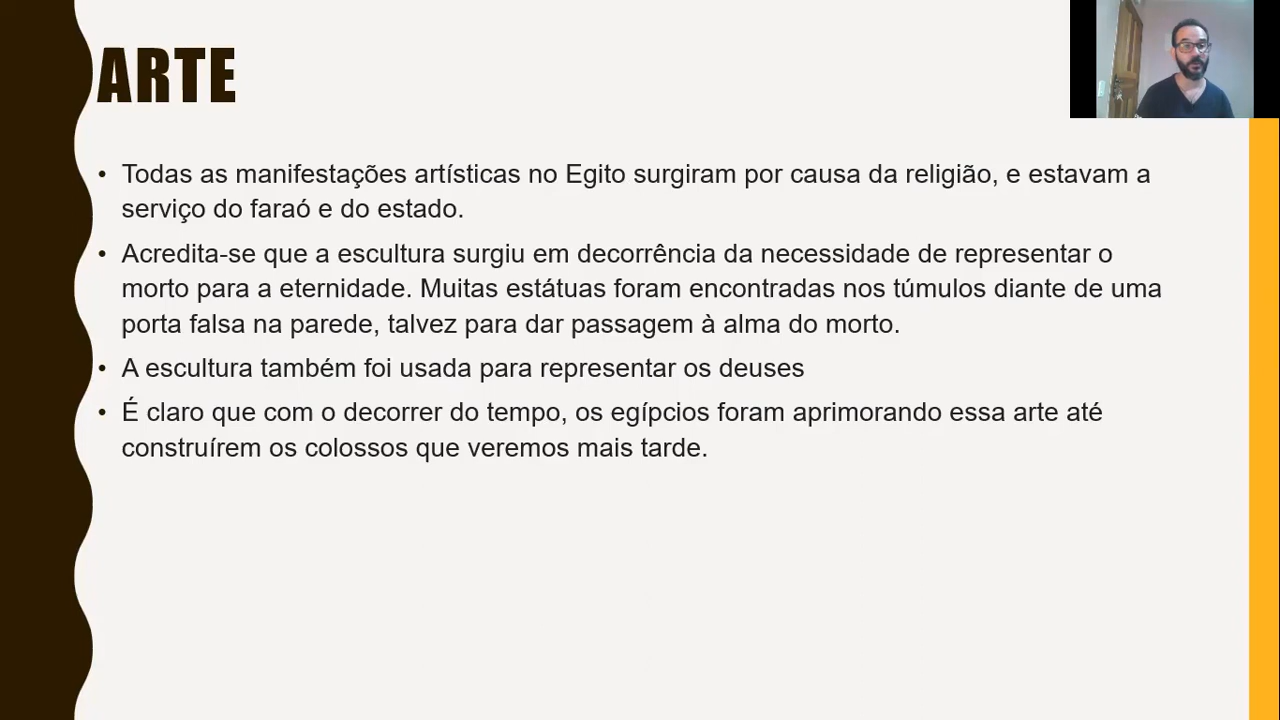 ARTE
• Todas as manifestações artísticas no Egito surgiram por causa da religião, e estavam a
serviço do faraó e do estado.
• Acredita-se que a escultura surgiu em decorrência da necessidade de representar o
morto para a eternidade. Muitas estátuas foram encontradas nos túmulos diante de uma
porta falsa na parede, talvez para dar passagem à alma do morto.
• A escultura também foi usada para representar os deuses
• É claro que com o decorrer do tempo, os egípcios foram aprimorando essa arte até
construírem os colossos que veremos mais tarde.